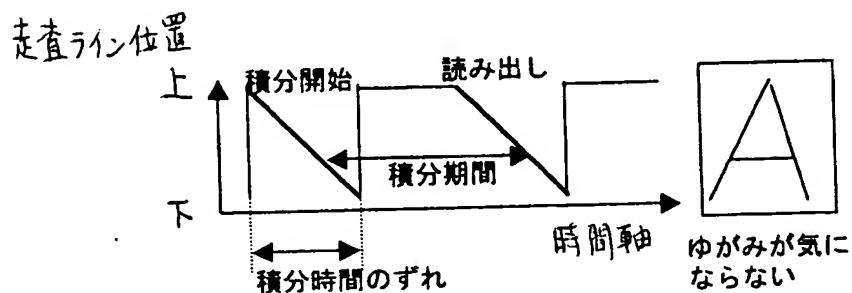 走査ライン位置
上
積分開始
読み出し
積分期間
下
時間軸
積分時間のずれ
A
ゆがみが気に
ならない